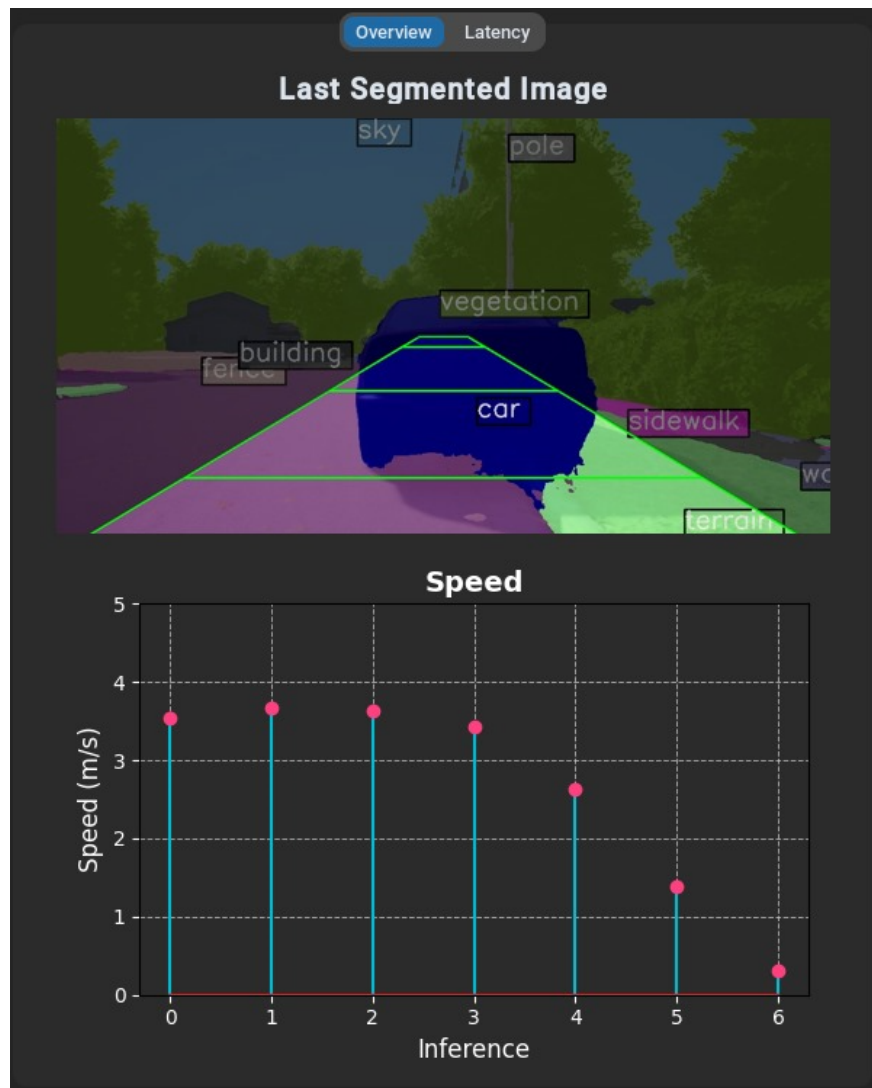 Overview Latency
Last Segmented Image
sky
pole
vegetation
building
fence
car
sidewalk
terrain
Speed
5
4
3
2
1
0
Speed (m/s)
0 1 2 3 4 5 6
Inference